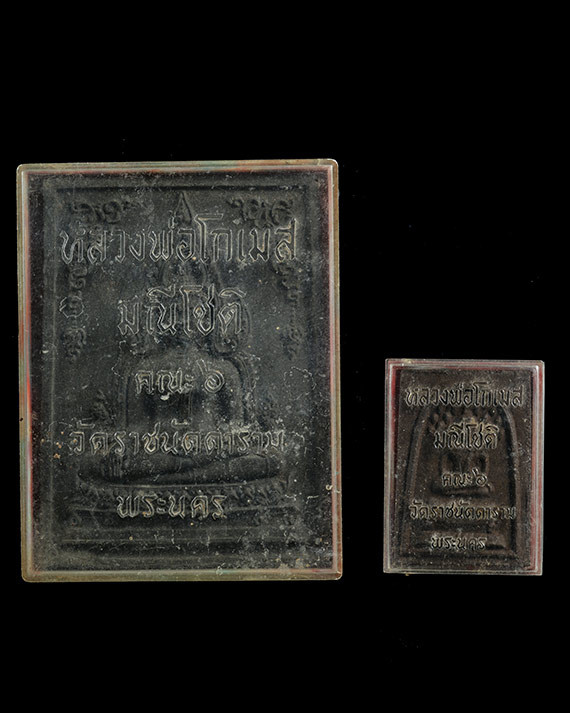 หลวงพ่อโกเมส
มณีโชติ
คณะ๖
วัดราชนัดดาราม
พระนคร
หลวงพ่อโกเมส
มณีโชติ
คณะ๖
วัดราชนัดดาราม
พระนคร